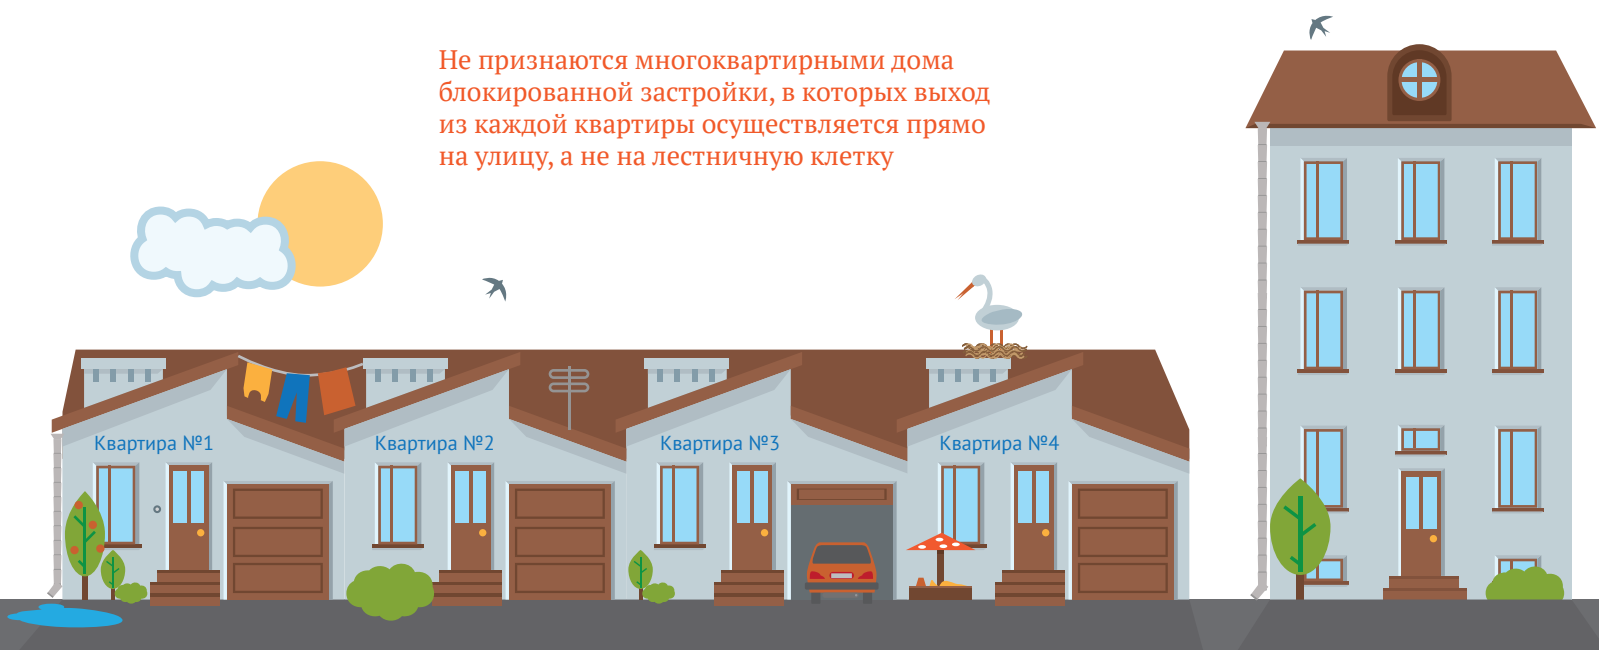 Не признаются многоквартирными дома
блокированной застройки, в которых выход
из каждой квартиры осуществляется прямо
на улицу, а не на лестничную клетку
Квартира №1
Квартира №2
Квартира №3
Квартира №4